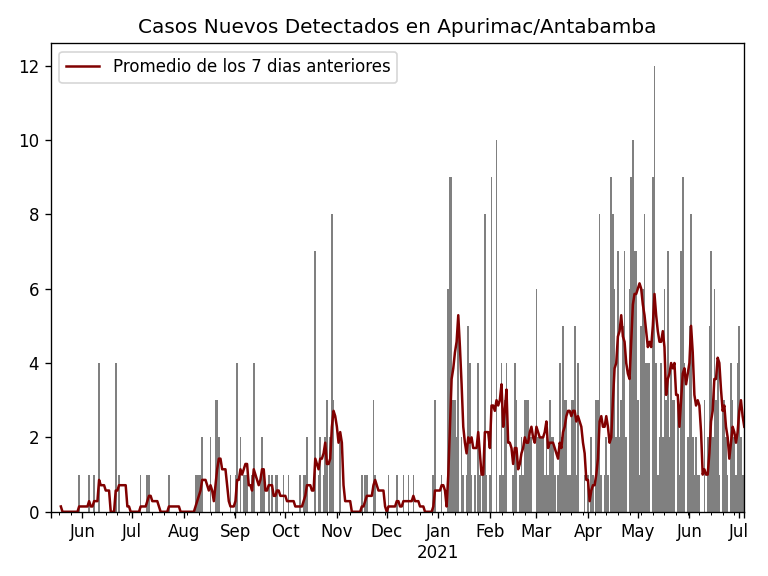 Casos Nuevos Detectados en Apurimac/Antabamba
Promedio de los 7 dias anteriores
12
10
8
6
4
2
0
Jun Jul Aug Sep Oct Nov Dec Jan Feb Mar Apr May Jun Jul
2021